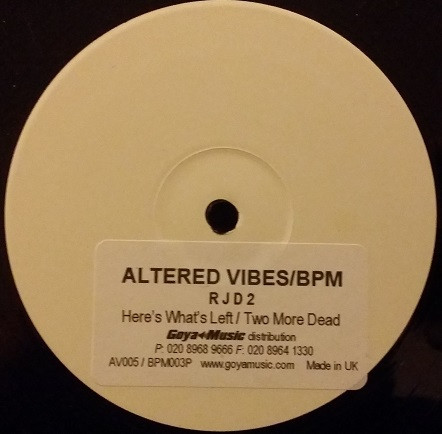 ALTERED VIBES/BPM
RJD2
Here's What's Left / Two More Dead
Goya+Music distribution
P: 020 8968 9666 F: 020 8964 1330
AV005 / BPM003P www.goyamusic.com Made in UK